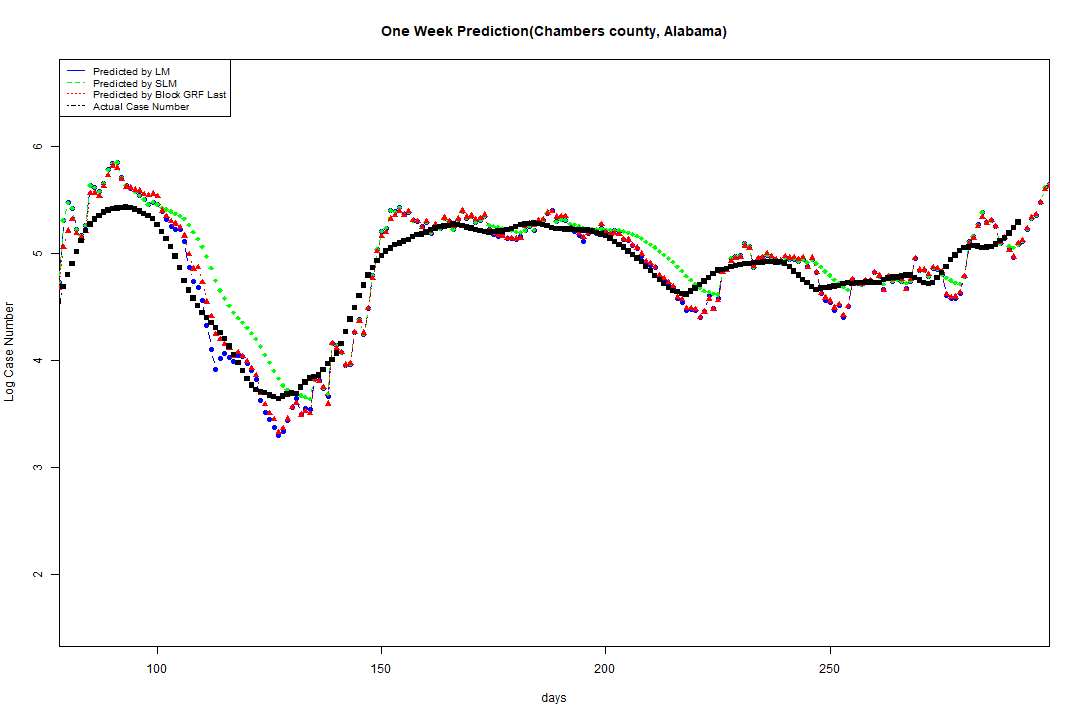 One Week Prediction(Chambers county, Alabama)
Predicted by LM
Predicted by SLM
Predicted by Block GRF Last
Actual Case Number
6
5
4
3
2
Log Case Number
100 150 200 250
days